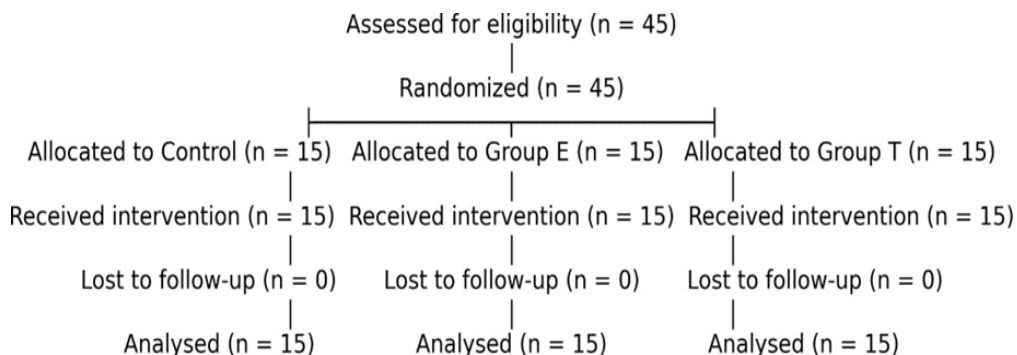 Assessed for eligibility (n = 45)
Randomized (n = 45)
Allocated to Control (n = 15) Allocated to Group E (n = 15) Allocated to Group T (n = 15)
Received intervention (n = 15) Received intervention (n = 15) Received intervention (n = 15)
Lost to follow-up (n = 0) Lost to follow-up (n = 0) Lost to follow-up (n = 0)
Analysed (n = 15) Analysed (n = 15) Analysed (n = 15)